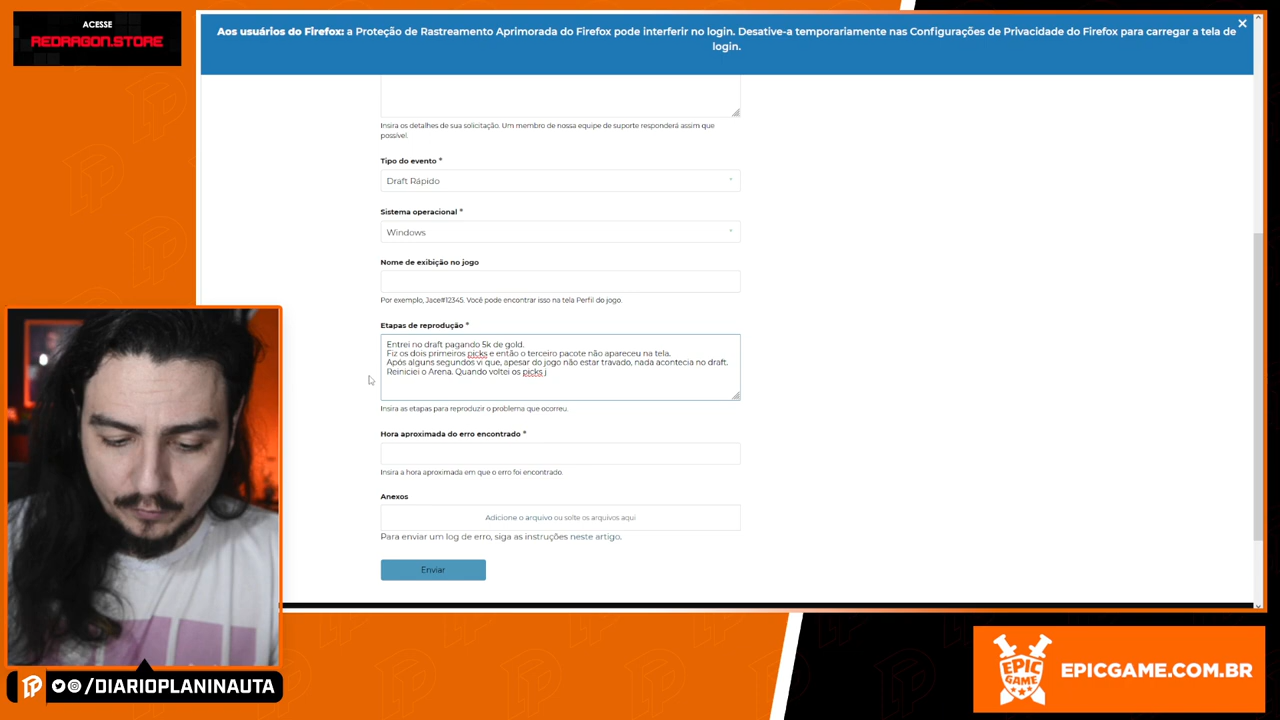 ACESSE
REDRAGON.STORE
Aos usuários do Firefox: a Proteção de Rastreamento Aprimorada do Firefox pode interferir no login. Desative-a temporariamente nas Configurações de Privacidade do Firefox para carregar a tela de
login.
Insira os detalhes de sua solicitação. Um membro de nossa equipe de suporte responderá assim que
possível.
Tipo do evento *
Draft Rápido
Sistema operacional *
Windows
Nome de exibição no jogo
Por exemplo, Jace#12345. Você pode encontrar isso na tela Perfil do jogo.
Etapas de reprodução *
Entrei no draft pagando 5k de gold.
Fiz os dois primeiros picks e então o terceiro pacote não apareceu na tela.
Após alguns segundos vi que, apesar do jogo não estar travado, nada acontecia no draft.
Reiniciei o Arena. Quando voltei os picks j
Insira as etapas para reproduzir o problema que ocorreu.
Hora aproximada do erro encontrado *
Insira a hora aproximada em que o erro foi encontrado.
Anexos
Adicione o arquivo ou solte os arquivos aqui
Para enviar um log de erro, siga as instruções neste artigo.
Enviar
/DIARIOPLANINAUTA
EPIC
GAME
EPICGAME.COM.BR